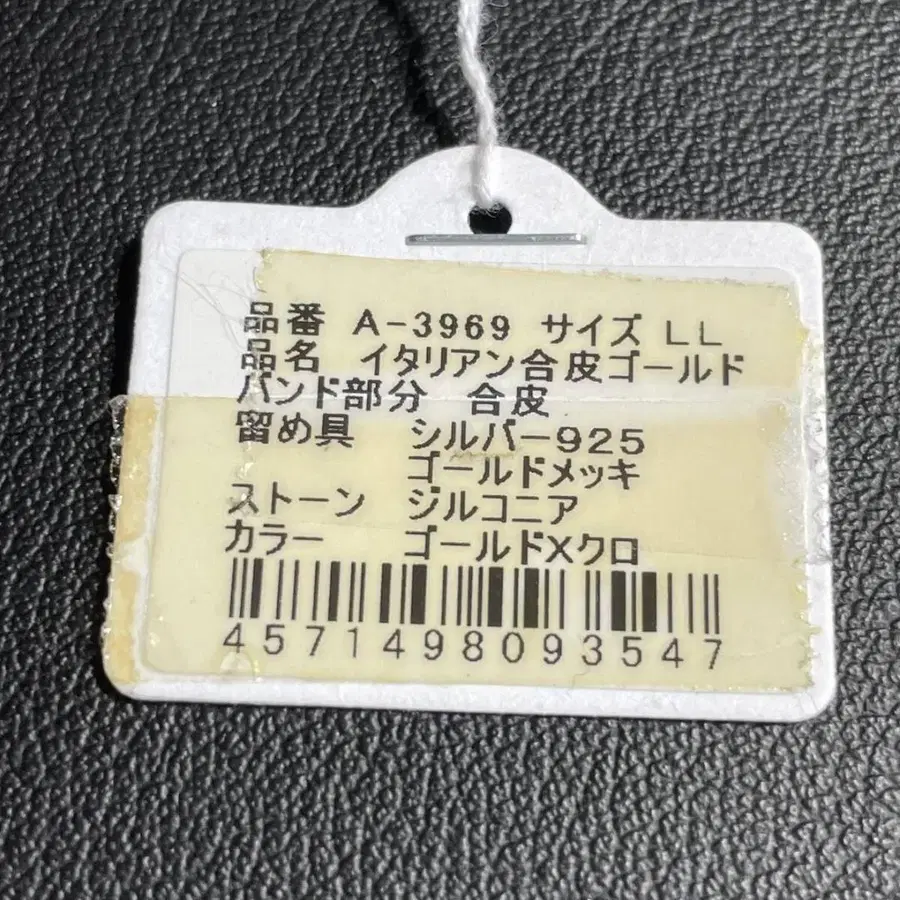 品番 A-3969 サイズ LL
品名 イタリアン合皮ゴールド
バンド部分 合皮
留め具 シルバー925
ゴールドメッキ
ストーン ジルコニア
カラー ゴールドXクロ
4571498093547